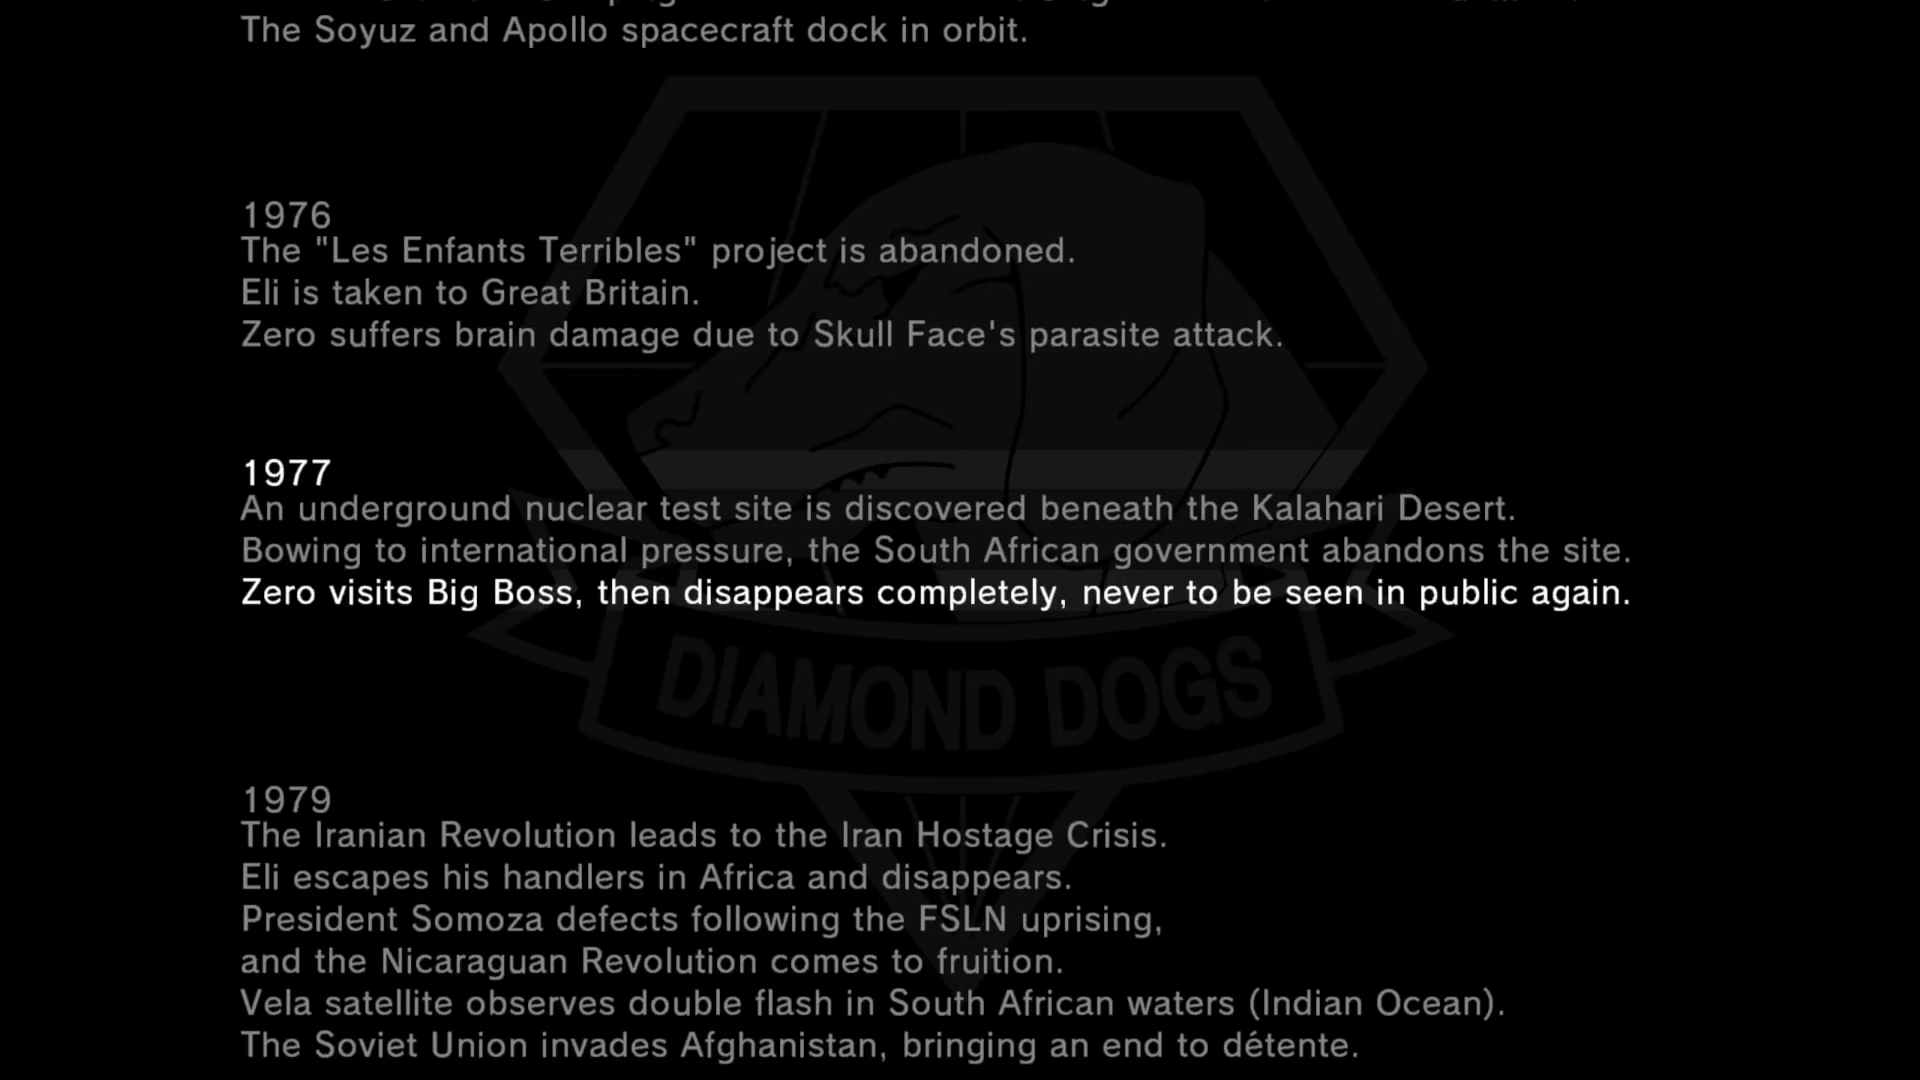 The Soyuz and Apollo spacecraft dock in orbit.
1976
The "Les Enfants Terribles" project is abandoned.
Eli is taken to Great Britain.
Zero suffers brain damage due to Skull Face's parasite attack.
1977
An underground nuclear test site is discovered beneath the Kalahari Desert.
Bowing to international pressure, the South African government abandons the site.
Zero visits Big Boss, then disappears completely, never to be seen in public again.
DIAMOND DOGS
1979
The Iranian Revolution leads to the Iran Hostage Crisis.
Eli escapes his handlers in Africa and disappears.
President Somoza defects following the FSLN uprising,
and the Nicaraguan Revolution comes to fruition.
Vela satellite observes double flash in South African waters (Indian Ocean).
The Soviet Union invades Afghanistan, bringing an end to détente.